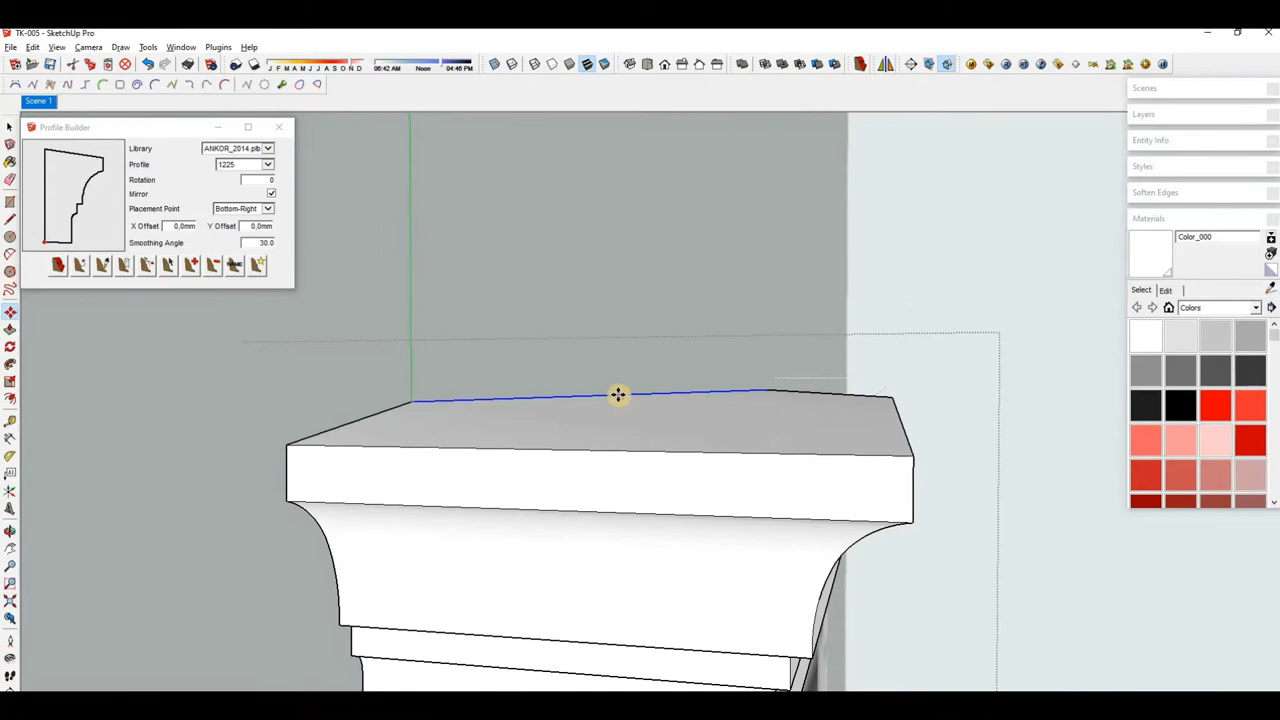 TK-005 - SketchUp Pro
File Edit View Camera Draw Tools Window Plugins Help
J F M A M J J A S O N D 06:42 AM Noon 04:46 PM
Scene 1
Scenes
Profile Builder
Layers
Entity Info
Library ANKOR_2014.plb
Profile 1225
Styles
Rotation 0
Mirror
Soften Edges
Placement Point Bottom-Right
Materials
X Offset 0,0mm Y Offset 0,0mm
Color_000
Smoothing Angle 30.0
NAME
Select Edit
Colors